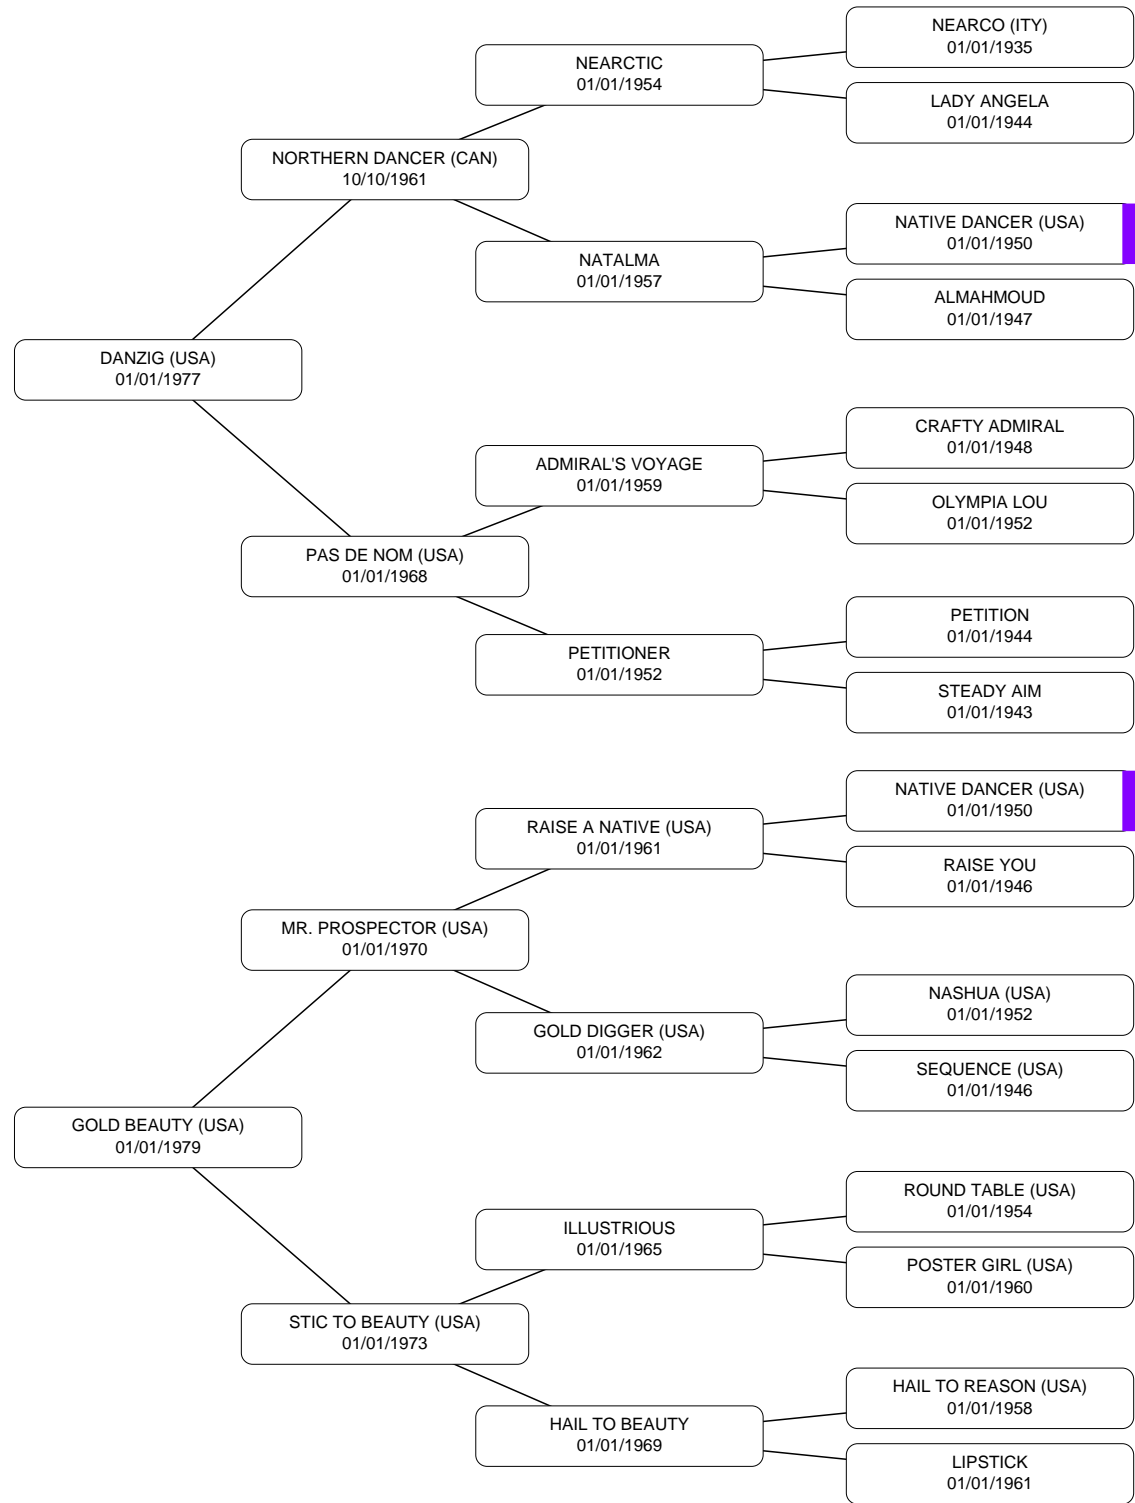 NEARCO (ITY)
01/01/1935
NEARCTIC
01/01/1954
LADY ANGELA
01/01/1944
NORTHERN DANCER (CAN)
10/10/1961
NATIVE DANCER (USA)
01/01/1950
NATALMA
01/01/1957
ALMAHMOUD
01/01/1947
DANZIG (USA)
01/01/1977
CRAFTY ADMIRAL
01/01/1948
ADMIRAL'S VOYAGE
01/01/1959
OLYMPIA LOU
01/01/1952
PAS DE NOM (USA)
01/01/1968
PETITION
01/01/1944
PETITIONER
01/01/1952
STEADY AIM
01/01/1943
NATIVE DANCER (USA)
01/01/1950
RAISE A NATIVE (USA)
01/01/1961
RAISE YOU
01/01/1946
MR. PROSPECTOR (USA)
01/01/1970
NASHUA (USA)
01/01/1952
GOLD DIGGER (USA)
01/01/1962
SEQUENCE (USA)
01/01/1946
GOLD BEAUTY (USA)
01/01/1979
ROUND TABLE (USA)
01/01/1954
ILLUSTRIOUS
01/01/1965
POSTER GIRL (USA)
01/01/1960
STIC TO BEAUTY (USA)
01/01/1973
HAIL TO REASON (USA)
01/01/1958
HAIL TO BEAUTY
01/01/1969
LIPSTICK
01/01/1961